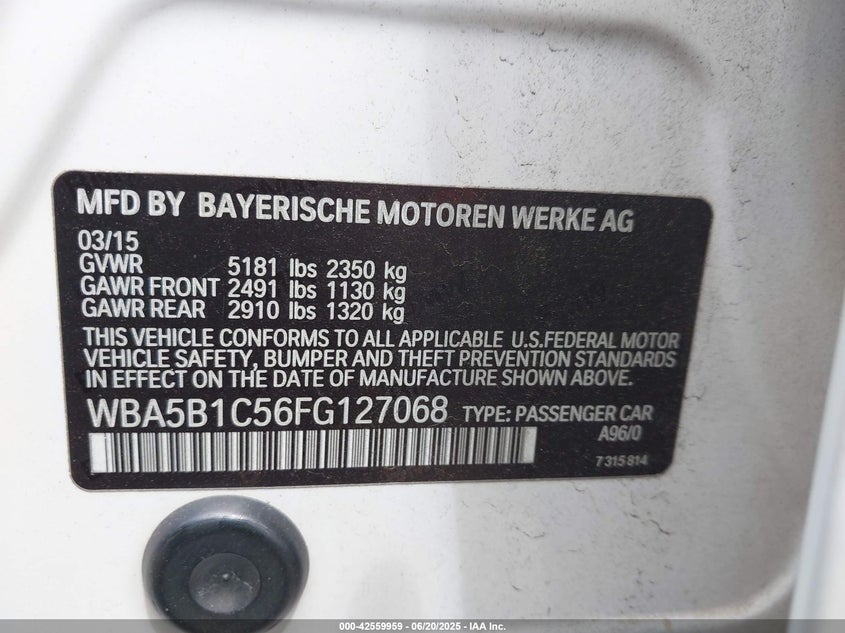 MFD BY BAYERISCHE MOTOREN WERKE AG
03/15
GVWR 5181 lbs 2350 kg
GAWR FRONT 2491 lbs 1130 kg
GAWR REAR 2910 lbs 1320 kg
THIS VEHICLE CONFORMS TO ALL APPLICABLE U.S.FEDERAL MOTOR
VEHICLE SAFETY, BUMPER AND THEFT PREVENTION STANDARDS
IN EFFECT ON THE DATE OF MANUFACTURE SHOWN ABOVE.
WBA5B1C56FG127068 TYPE: PASSENGER CAR
A96/0
7315814
000-42559959 - 06/20/2025 - IAA Inc.